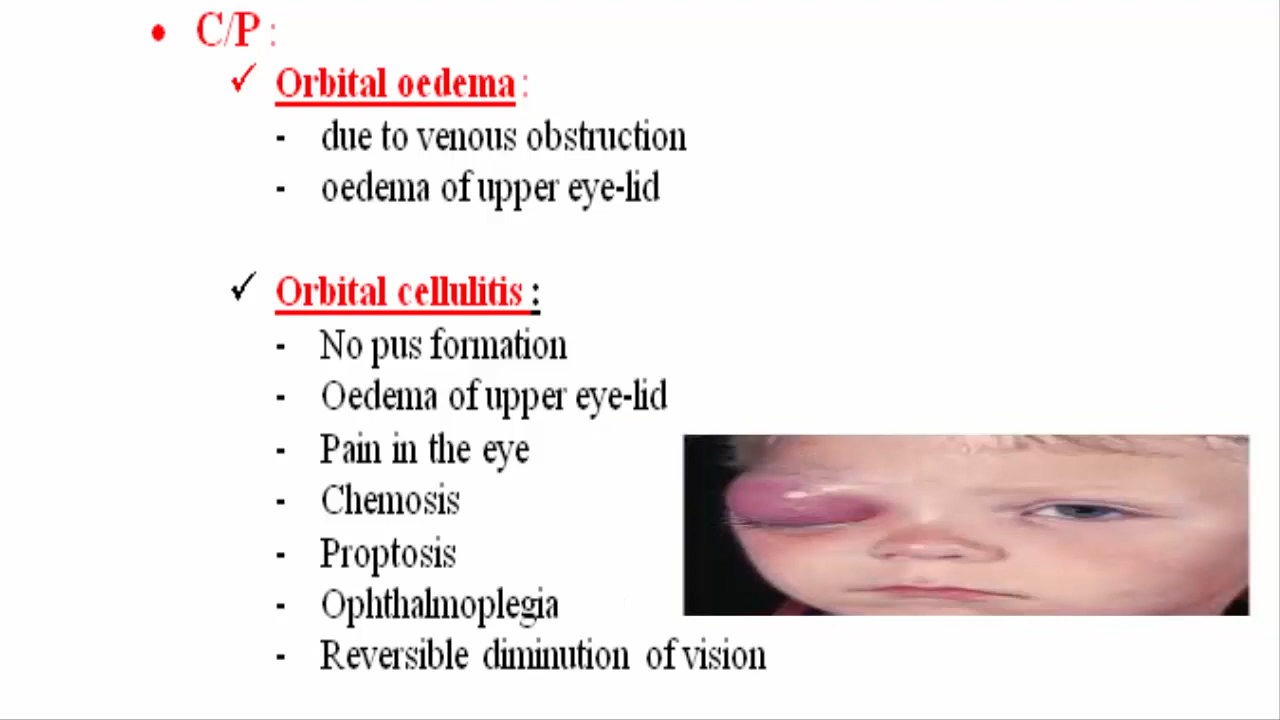 • C/P :
✓ Orbital oedema :
- due to venous obstruction
- oedema of upper eye-lid
✓ Orbital cellulitis :
- No pus formation
- Oedema of upper eye-lid
- Pain in the eye
- Chemosis
- Proptosis
- Ophthalmoplegia
- Reversible diminution of vision